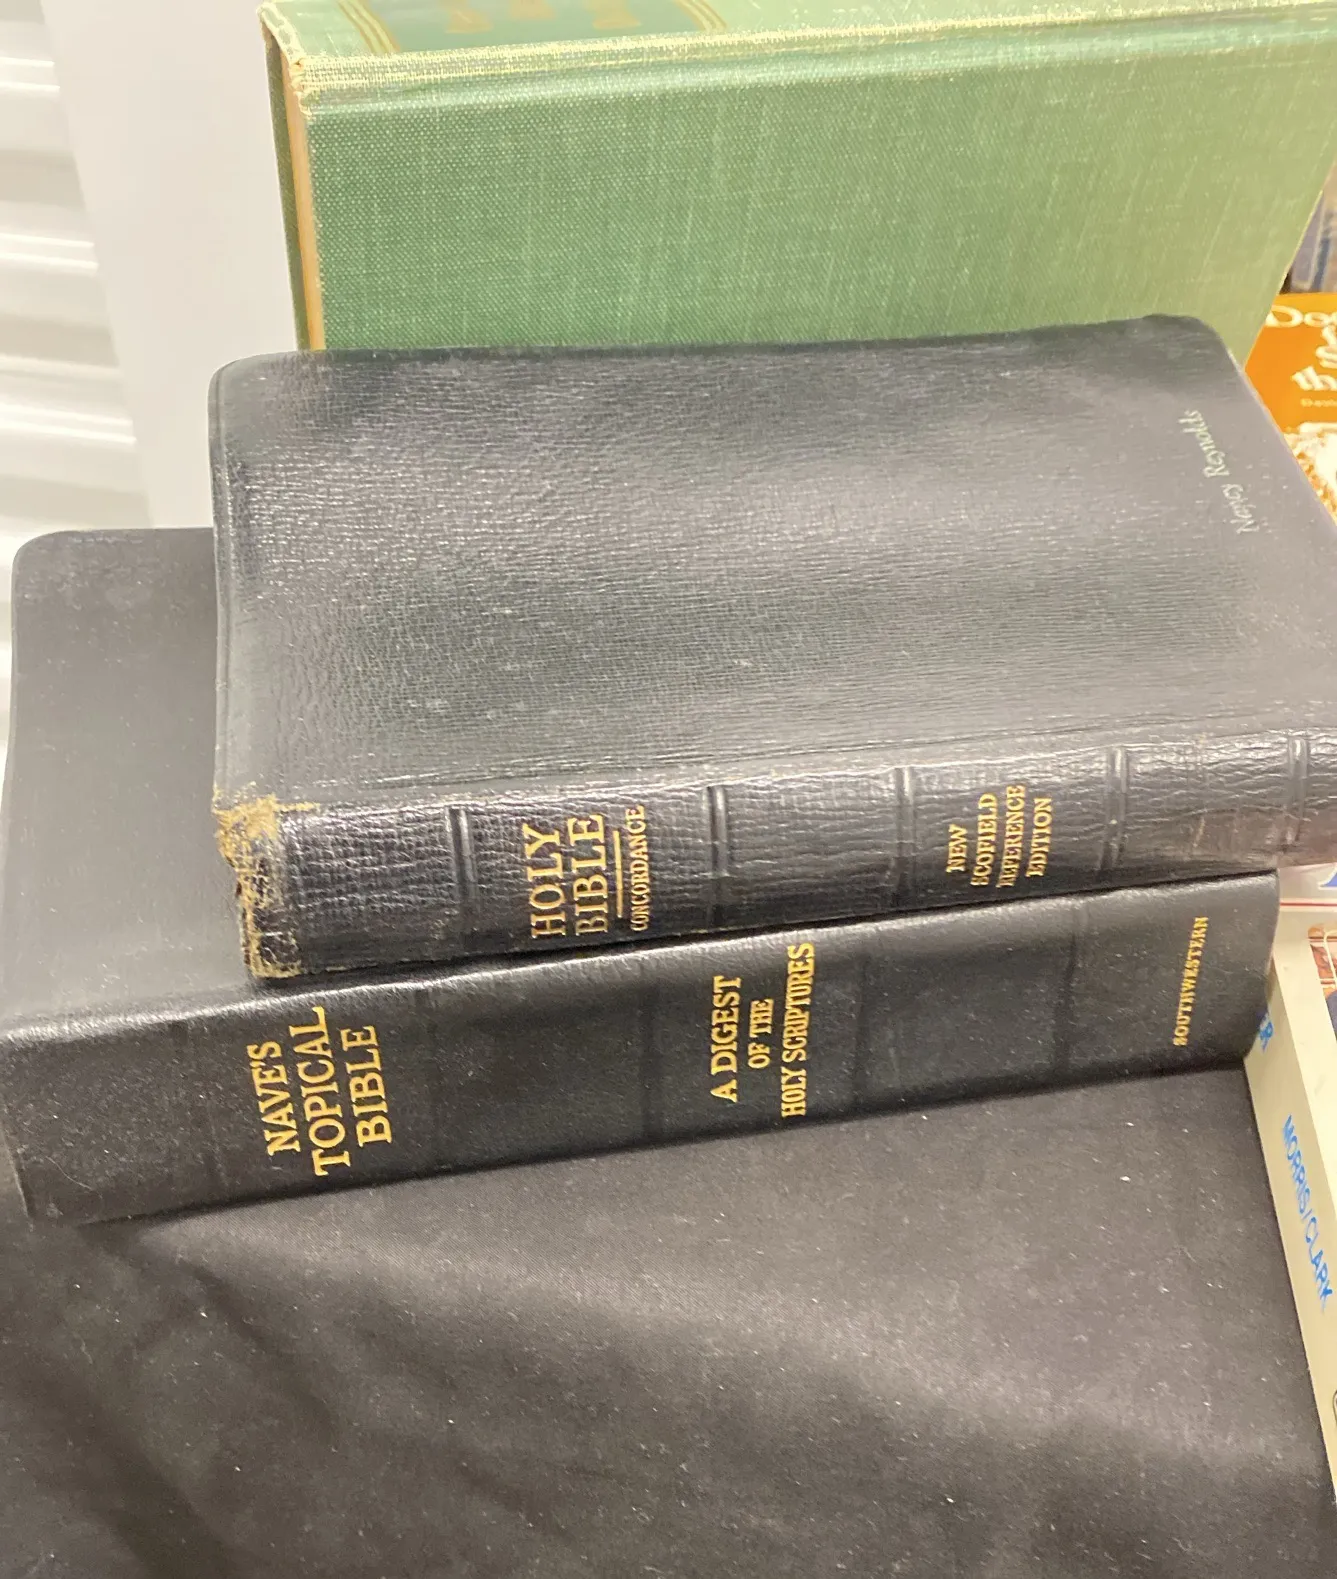 Nancy Reynolds
HOLY
BIBLE
CONCORDANCE
NEW
SCOFIELD
REFERENCE
EDITION
NAVE'S
TOPICAL
BIBLE
A DIGEST
OF THE
HOLY SCRIPTURES
SOUTHWESTERN
MORRIS/CLARK